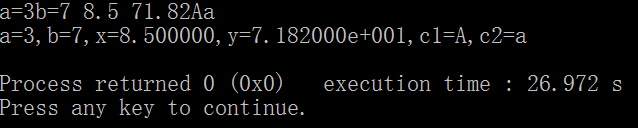 a=3b=7 8.5 71.82Aa
a=3,b=7,x=8.500000,y=7.182000e+001,c1=A,c2=a
Process returned 0 (0x0)   execution time : 26.972 s
Press any key to continue.